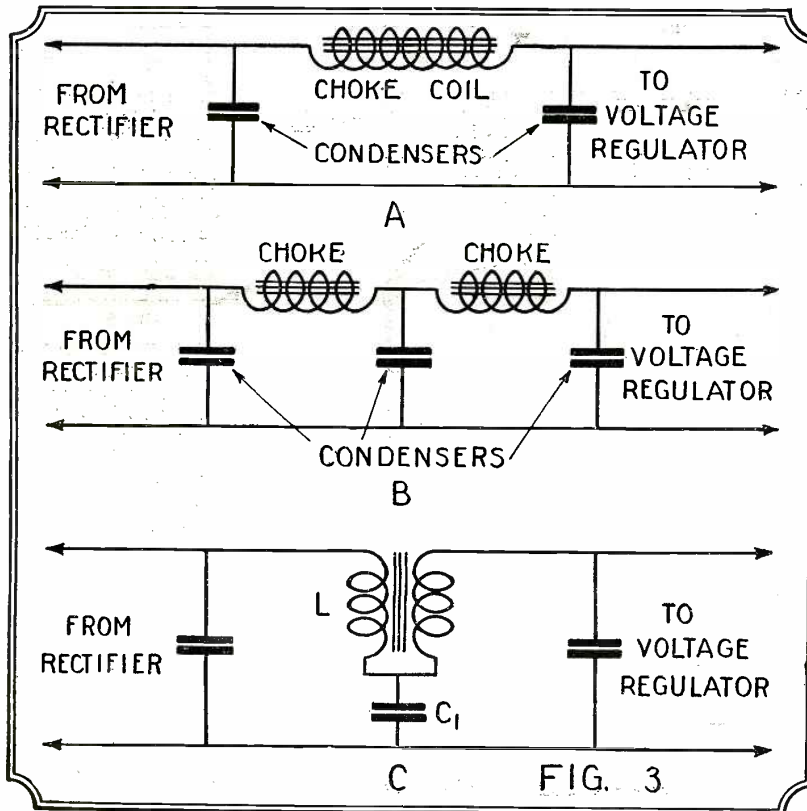 CHOKE COIL
FROM
RECTIFIER
CONDENSERS
TO
VOLTAGE
REGULATOR
A
CHOKE CHOKE
FROM
RECTIFIER
TO
VOLTAGE
REGULATOR
CONDENSERS
B
L
FROM
RECTIFIER
C₁
TO
VOLTAGE
REGULATOR
C FIG. 3